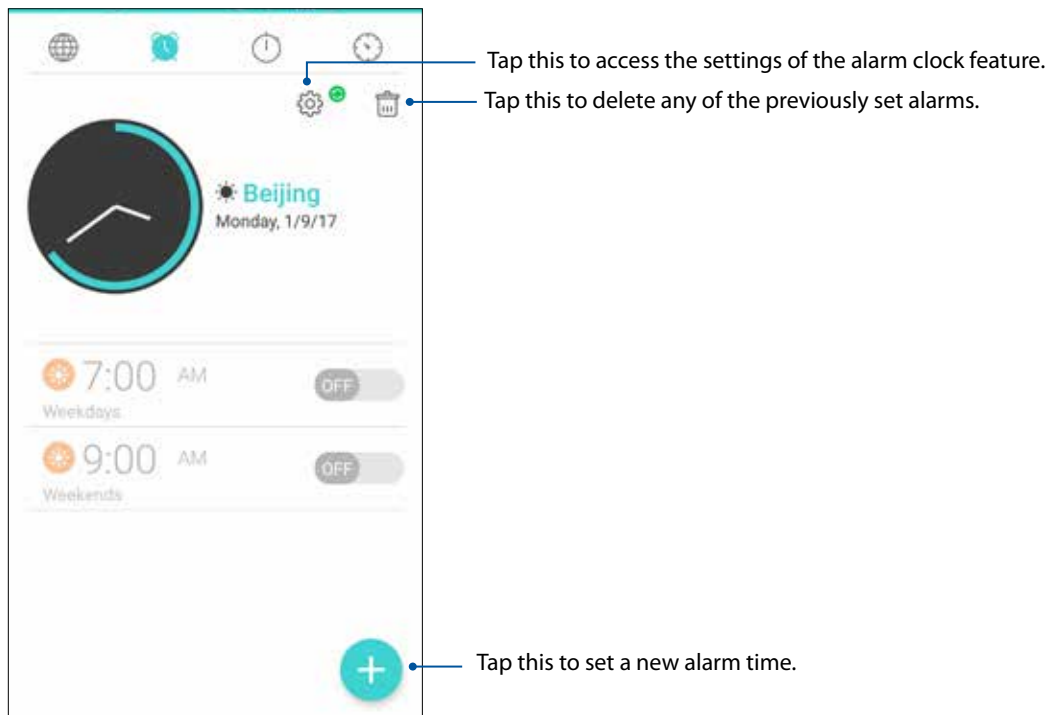 Tap this to access the settings of the alarm clock feature.
Tap this to delete any of the previously set alarms.
Beijing
Monday, 1/9/17
7:00 AM
OFF
Weekdays
9:00 AM
OFF
Weekends
Tap this to set a new alarm time.